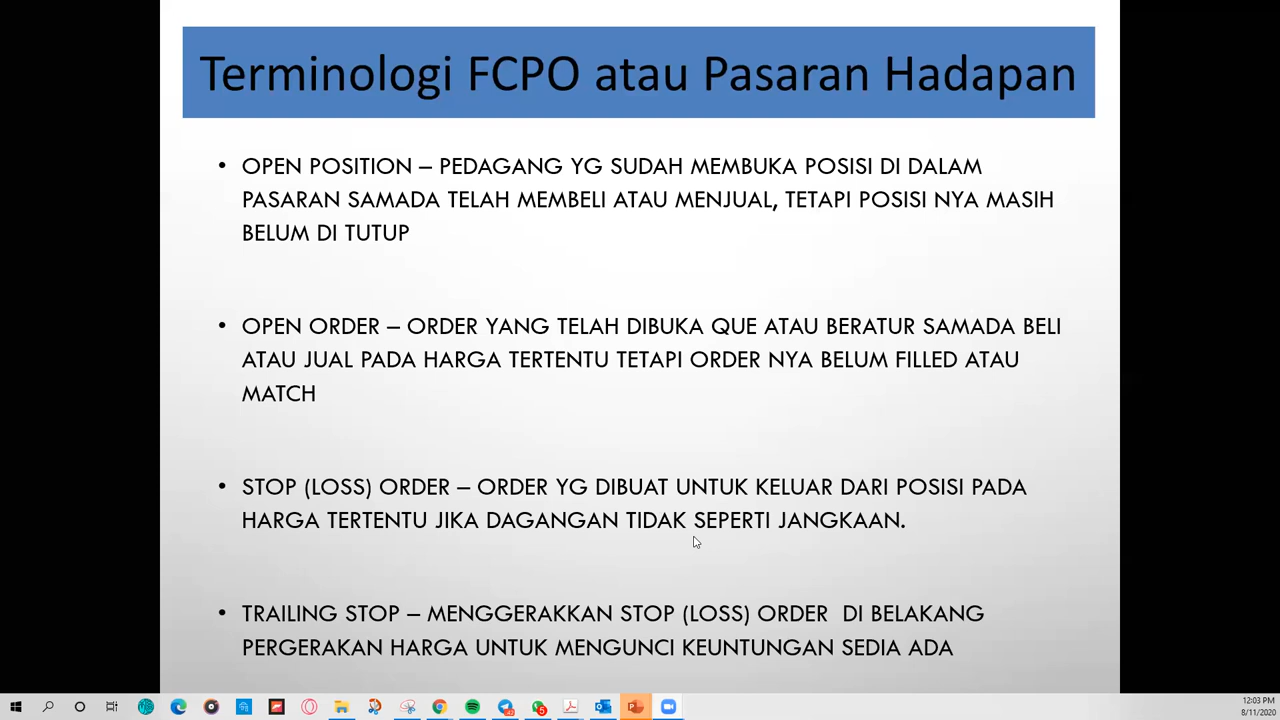 Terminologi FCPO atau Pasaran Hadapan
• OPEN POSITION – PEDAGANG YG SUDAH MEMBUKA POSISI DI DALAM
PASARAN SAMADA TELAH MEMBELI ATAU MENJUAL, TETAPI POSISI NYA MASIH
BELUM DI TUTUP
• OPEN ORDER – ORDER YANG TELAH DIBUKA QUE ATAU BERATUR SAMADA BELI
ATAU JUAL PADA HARGA TERTENTU TETAPI ORDER NYA BELUM FILLED ATAU
MATCH
• STOP (LOSS) ORDER – ORDER YG DIBUAT UNTUK KELUAR DARI POSISI PADA
HARGA TERTENTU JIKA DAGANGAN TIDAK SEPERTI JANGKAAN.
• TRAILING STOP – MENGGERAKKAN STOP (LOSS) ORDER  DI BELAKANG
PERGERAKAN HARGA UNTUK MENGUNCI KEUNTUNGAN SEDIA ADA
12:03 PM
8/11/2020